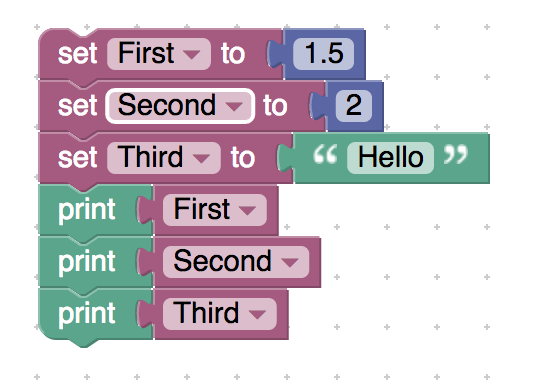 set First to 1.5
set Second to 2
set Third to “ Hello ”
print First
print Second
print Third